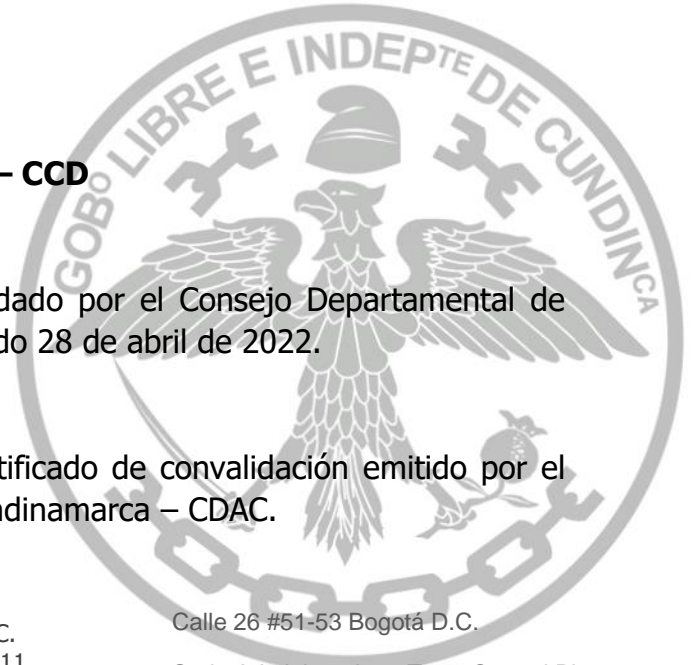 GOBº LIBRE E INDEPTE DE CUNDINCA
– CCD
dado por el Consejo Departamental de
do 28 de abril de 2022.
tificado de convalidación emitido por el
ndinamarca – CDAC.
C.
11
Calle 26 #51-53 Bogotá D.C.